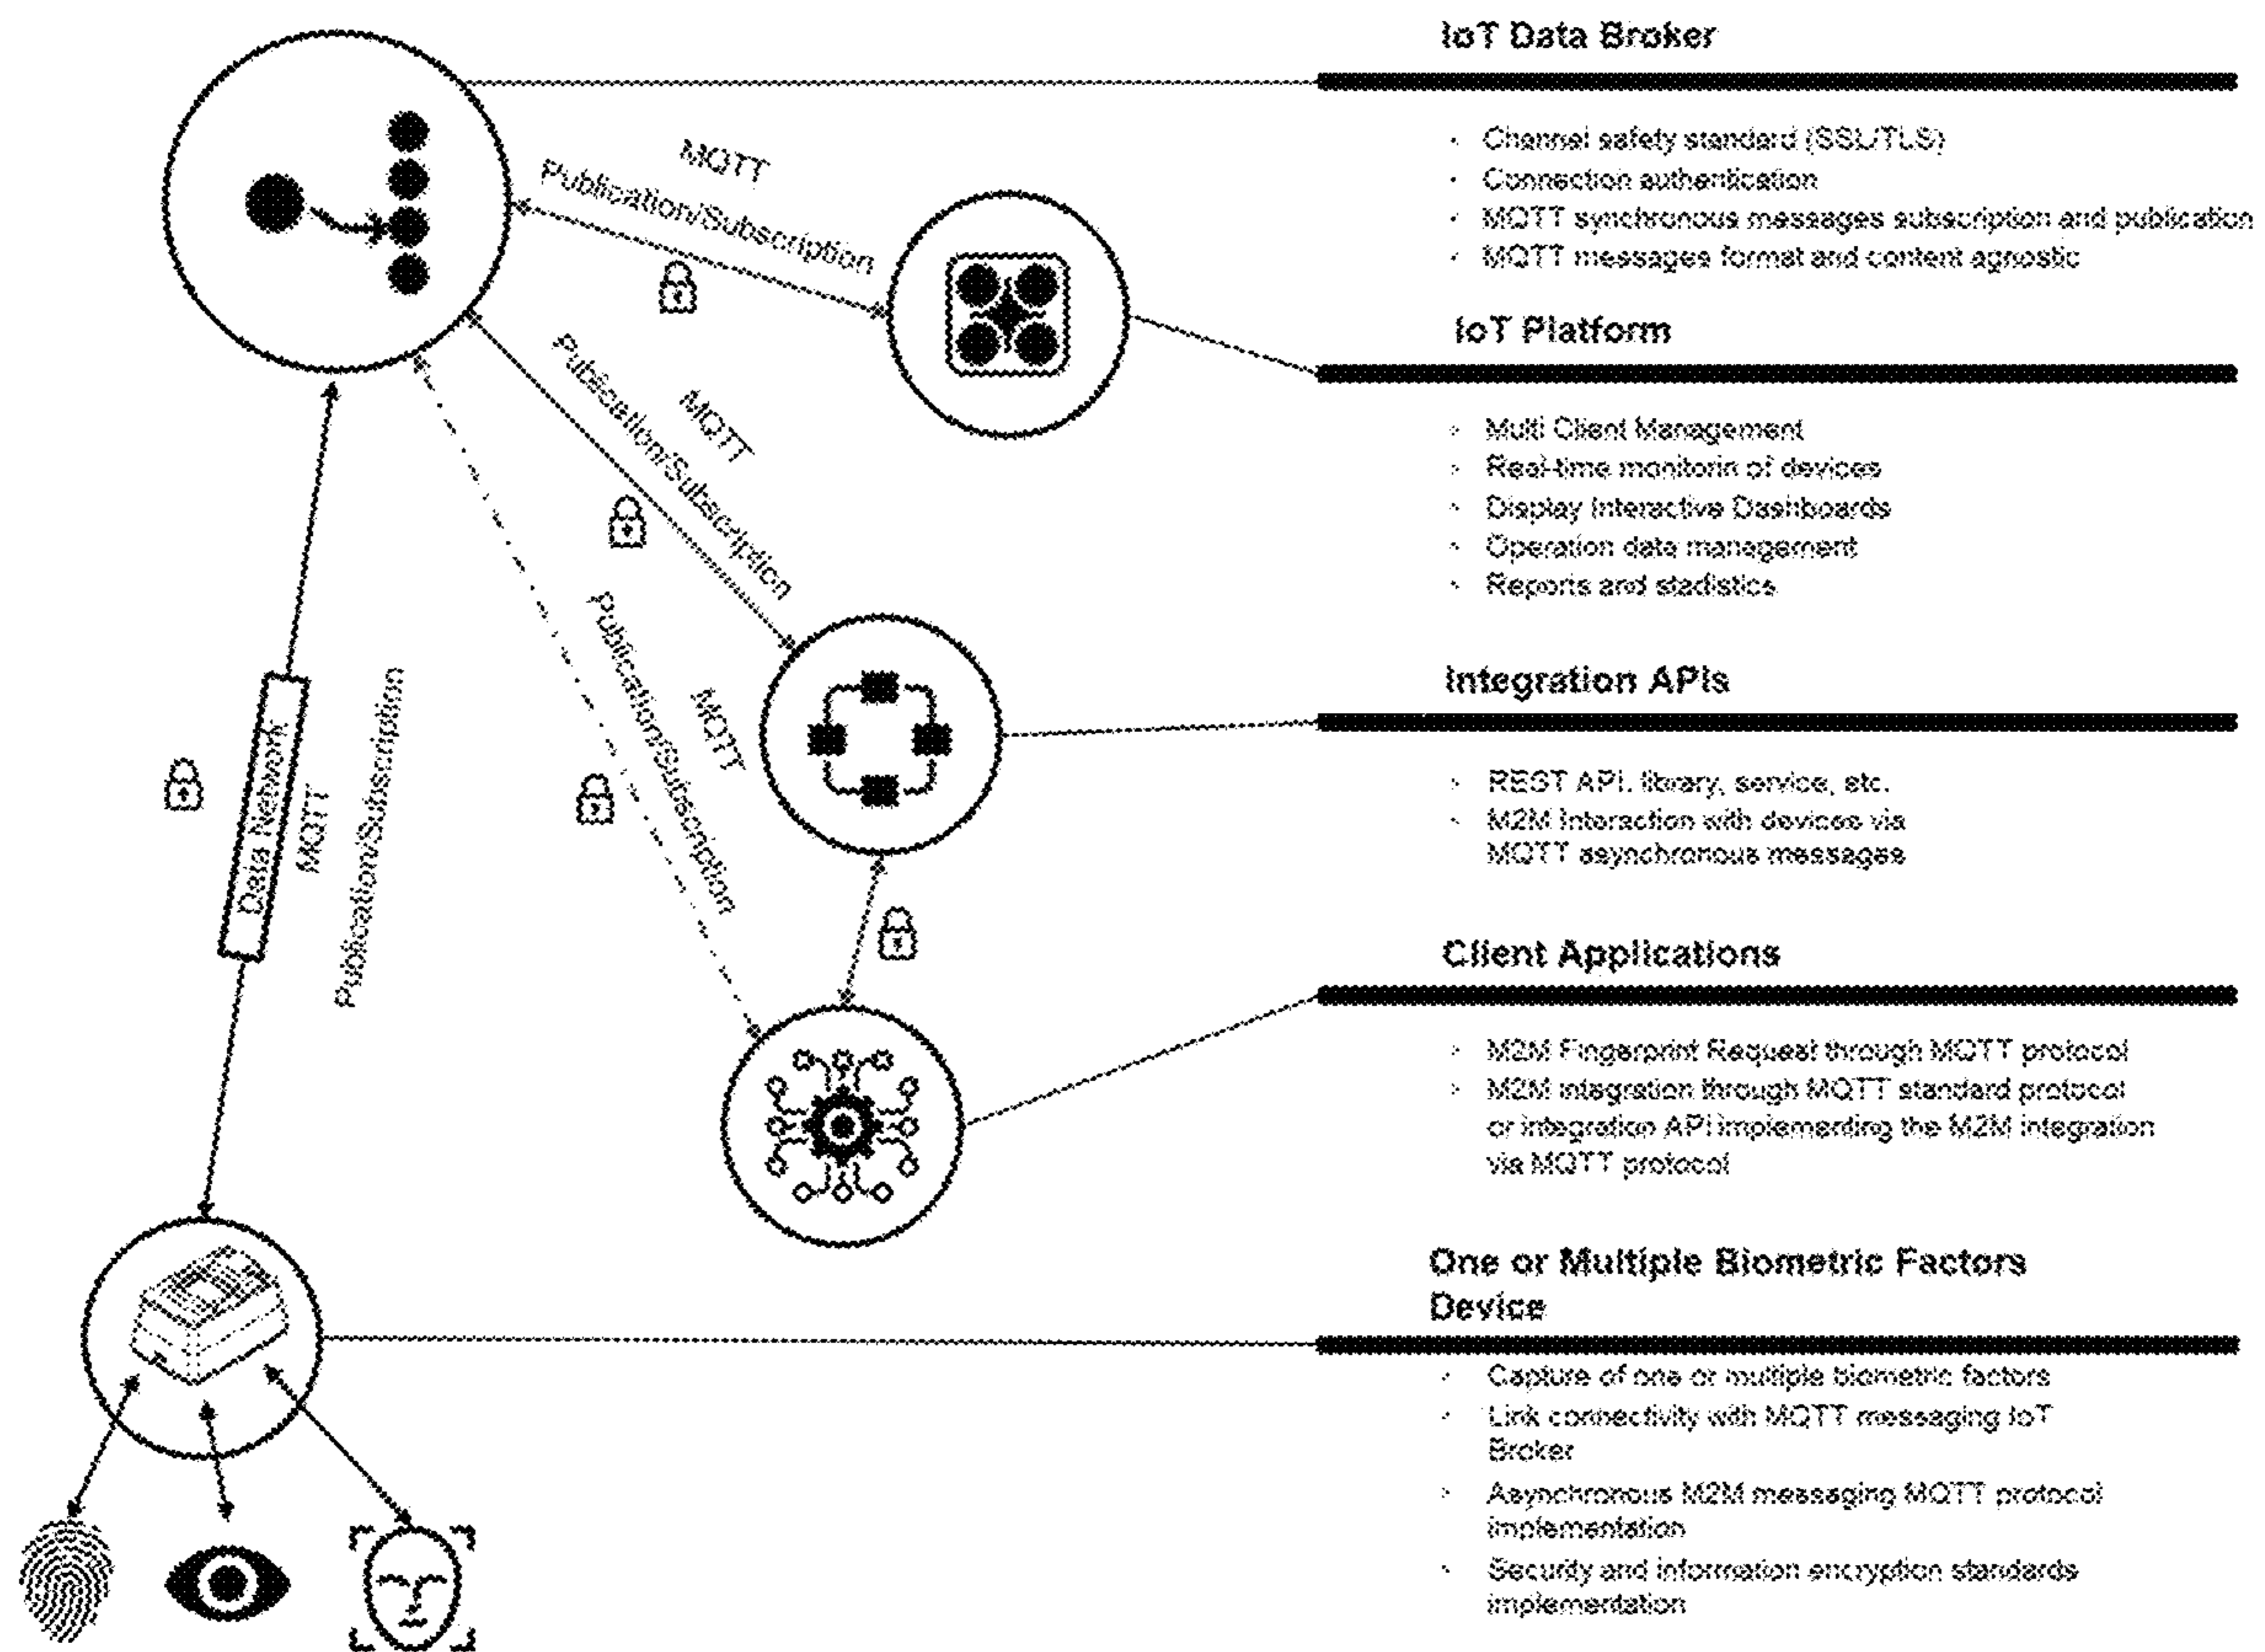 IoT Data Broker
· Channel safety standard (SSL/TLS)
· Connection authentication
· MQTT synchronous messages subscription and publication
· MQTT messages format and content agnostic
MQTT
Publication/Subscription
IoT Platform
· Multi Client Management
· Real-time monitorin of devices
· Display Interactive Dashboards
· Operation data management
· Reports and stadistics
MQTT
Publication/Subscription
Integration APIs
· REST API. library, service, etc.
· M2M Interaction with devices via
MQTT asynchronous messages
MQTT
Publication/Subscription
Data Network
MQTT
Publication/Subscription
Client Applications
· M2M Fingerprint Request through MQTT protocol
· M2M integration through MQTT standard protocol
or integration API implementing the M2M integration
via MQTT protocol
One or Multiple Biometric Factors
Device
· Capture of one or multiple biometric factors
· Link connectivity with MQTT messaging IoT
Broker
· Asynchronous M2M messaging MQTT protocol
implementation
· Security and information encryption standards
implementation